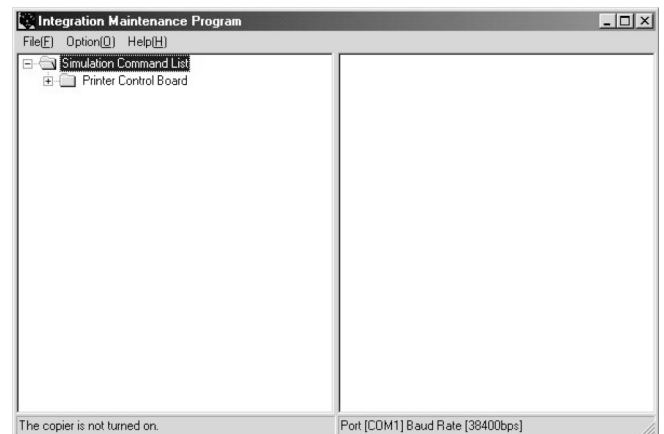 Integration Maintenance Program
File(F) Option(O) Help(H)
Simulation Command List
Printer Control Board
The copier is not turned on.
Port [COM1] Baud Rate [38400bps]